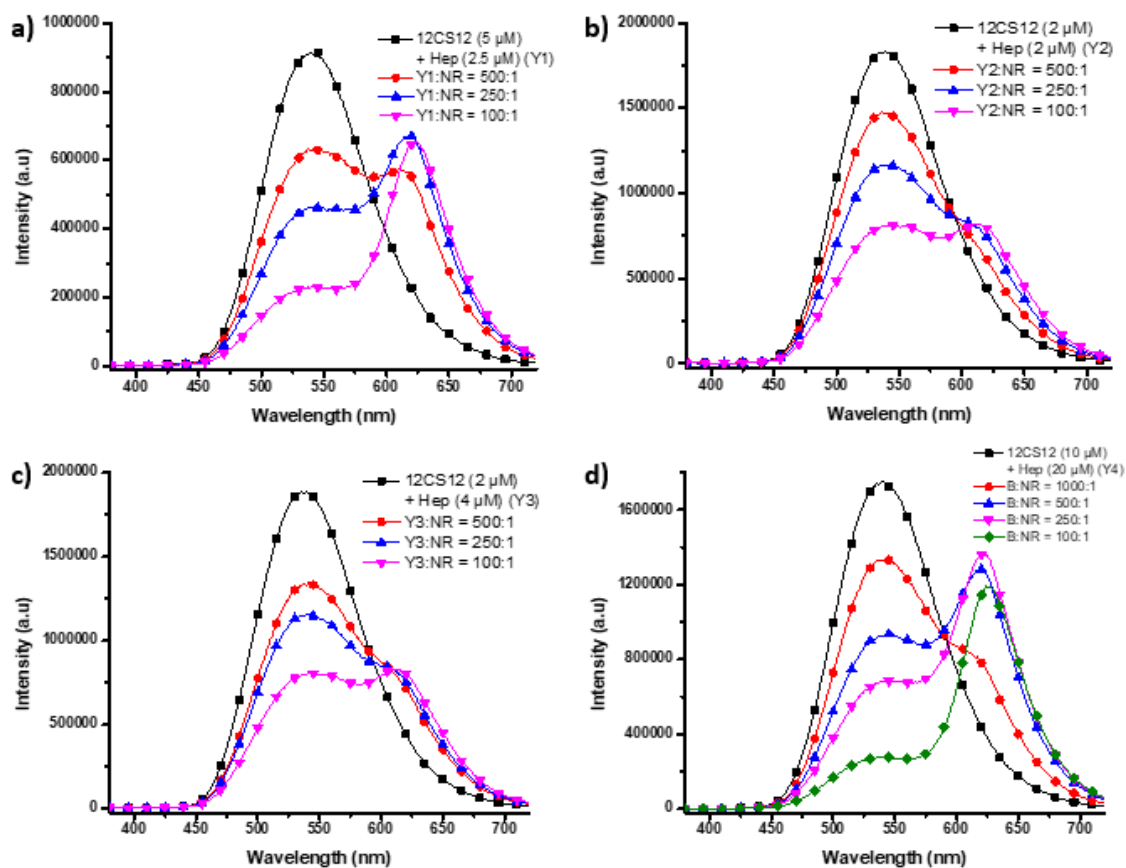 a)
1000000
800000
600000
400000
200000
0
Intensity (a.u)
400 450 500 550 600 650 700
Wavelength (nm)
12CS12 (5 µM)
+ Hep (2.5 µM) (Y1)
Y1:NR = 500:1
Y1:NR = 250:1
Y1:NR = 100:1
b)
2000000
1500000
1000000
500000
0
Intensity (a.u)
400 450 500 550 600 650 700
Wavelength (nm)
12CS12 (2 µM)
+ Hep (2 µM) (Y2)
Y2:NR = 500:1
Y2:NR = 250:1
Y2:NR = 100:1
c)
2000000
1500000
1000000
500000
0
Intensity (a.u)
400 450 500 550 600 650 700
Wavelength (nm)
12CS12 (2 µM)
+ Hep (4 µM) (Y3)
Y3:NR = 500:1
Y3:NR = 250:1
Y3:NR = 100:1
d)
1600000
1200000
800000
400000
0
Intensity (a.u)
400 450 500 550 600 650 700
Wavelength (nm)
12CS12 (10 µM)
+ Hep (20 µM) (Y4)
B:NR = 1000:1
B:NR = 500:1
B:NR = 250:1
B:NR = 100:1